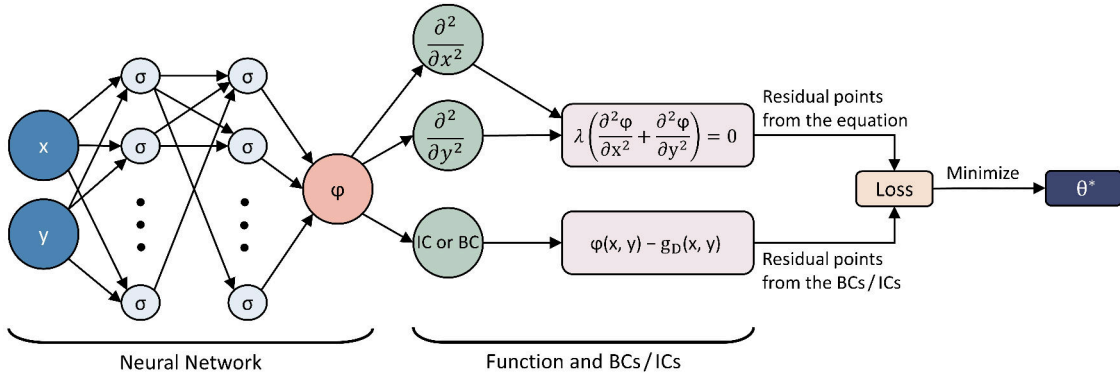 x
y
σ
σ
σ
σ
σ
σ
φ
∂²/∂x²
∂²/∂y²
IC or BC
λ(∂²φ/∂x² + ∂²φ/∂y²) = 0
φ(x, y) – g_D(x, y)
Residual points
from the equation
Residual points
from the BCs/ICs
Loss
Minimize
θ*
Neural Network
Function and BCs/ICs